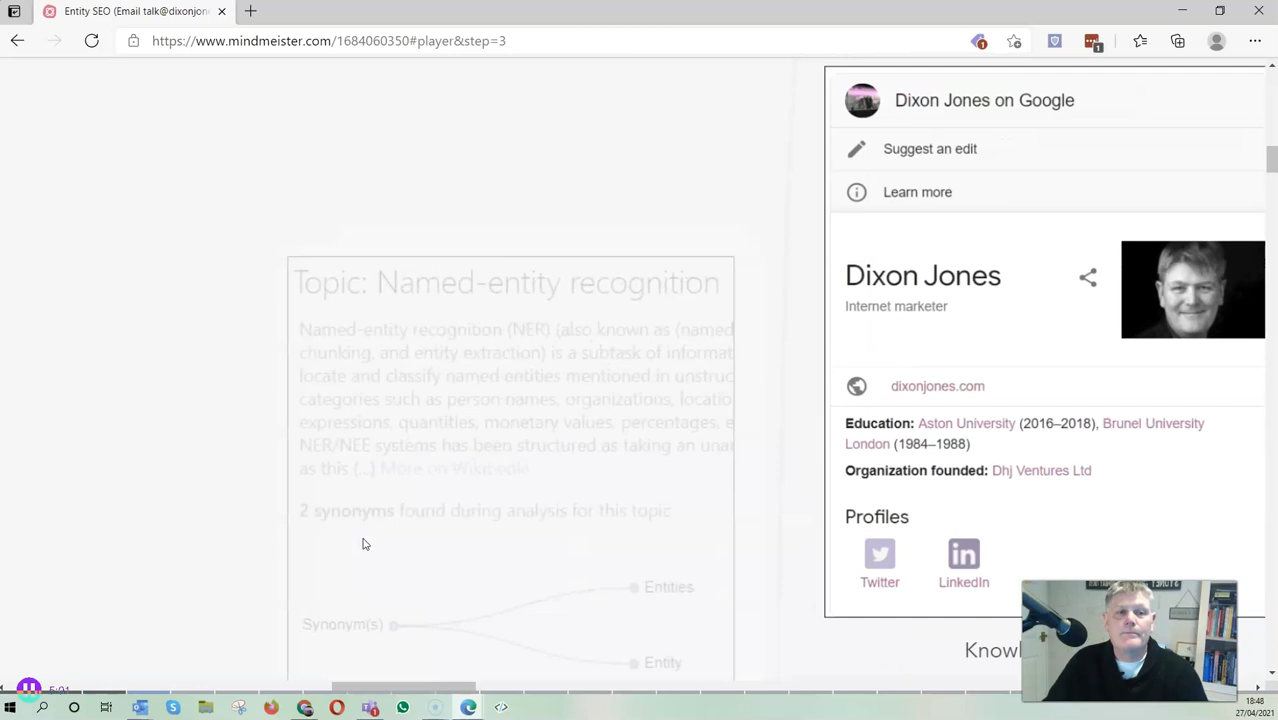 Entity SEO (Email talk@dixonjone
https://www.mindmeister.com/1684060350#player&step=3
1
1
Dixon Jones on Google
Suggest an edit
Learn more
Dixon Jones
Internet marketer
dixonjones.com
Education: Aston University (2016–2018), Brunel University
London (1984–1988)
Organization founded: Dhj Ventures Ltd
Profiles
Twitter
LinkedIn
Topic: Named-entity recognition
Named-entity recognition (NER) (also known as (named
chunking, and entity extraction) is a subtask of informat
locate and classify named entities mentioned in unstruc
categories such as person names, organizations, locatio
expressions, quantities, monetary values, percentages, e
NER/NEE systems has been structured as taking an unan
as this (...) More on Wikipedia
2 synonyms found during analysis for this topic
Synonym(s)
Entities
Entity
Knowl
18:48
27/04/2021